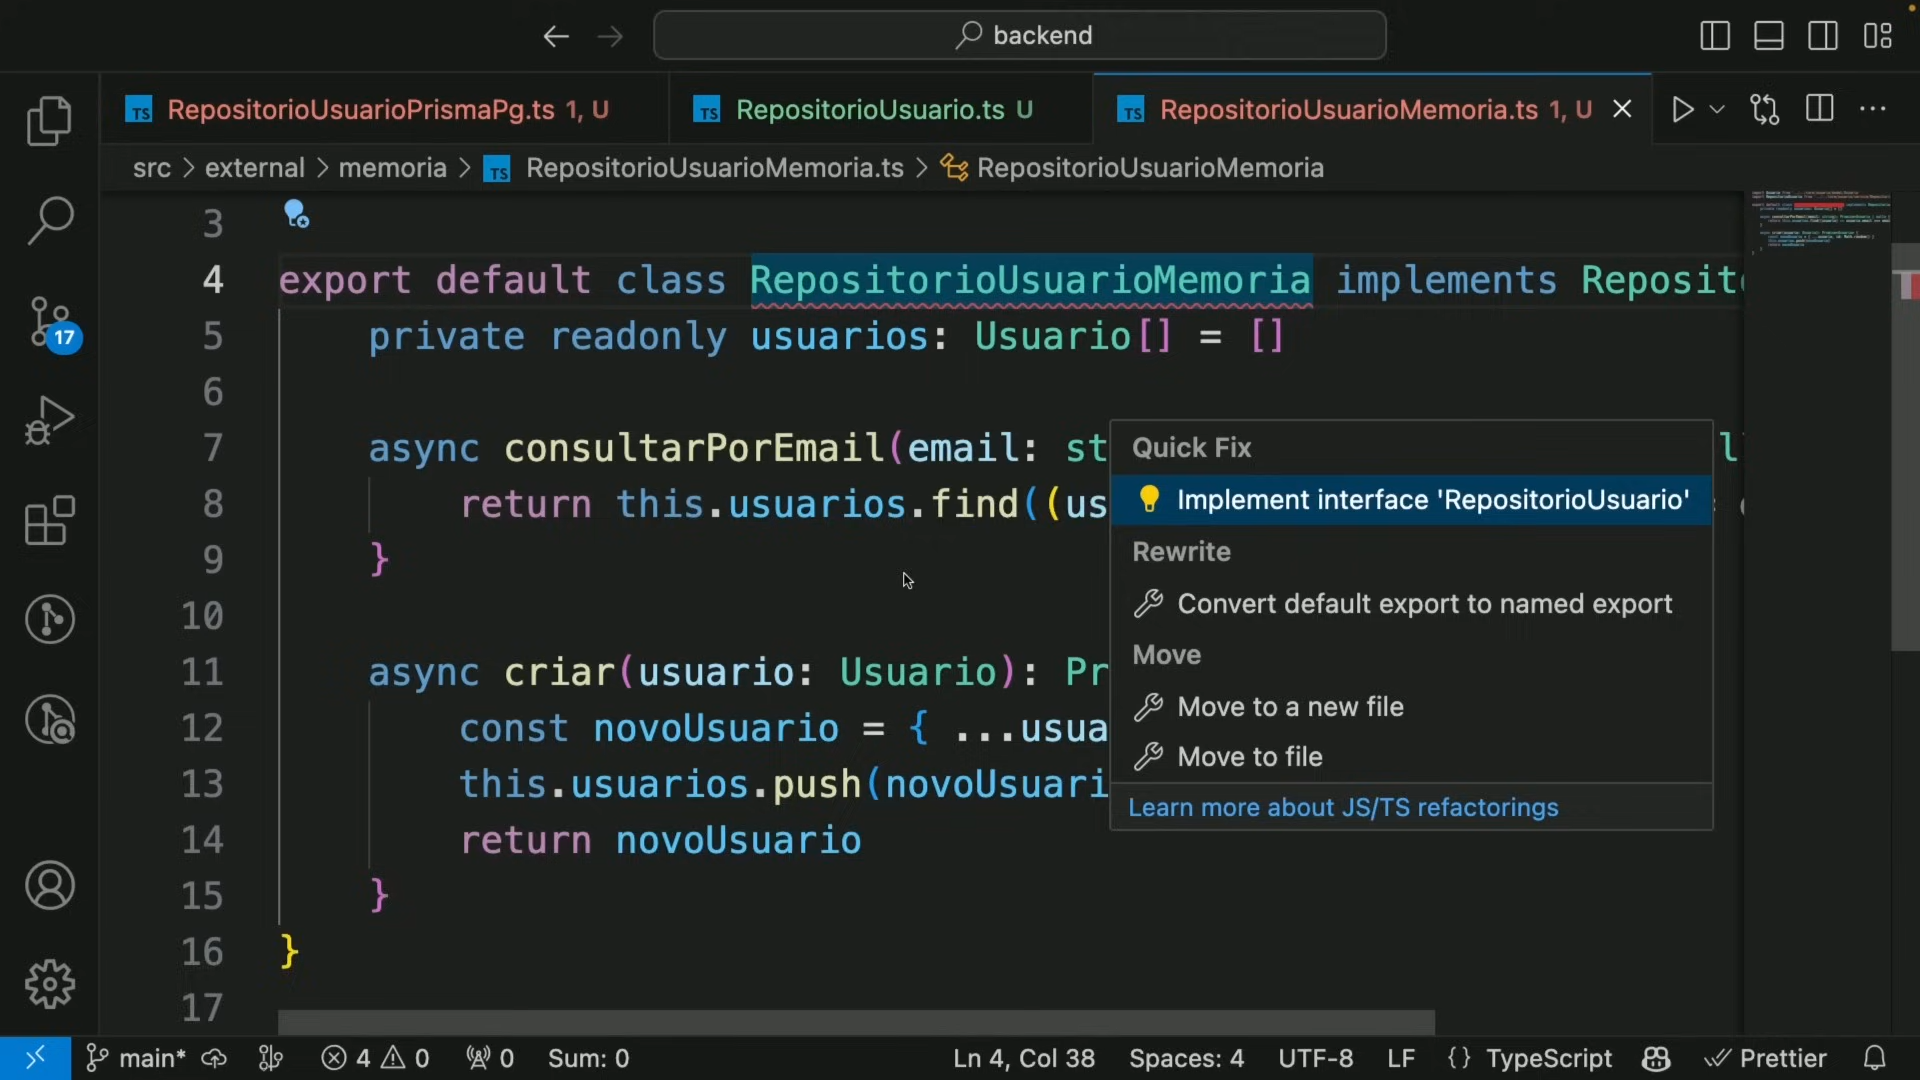 backend
RepositorioUsuarioPrismaPg.ts 1, U
RepositorioUsuario.ts U
RepositorioUsuarioMemoria.ts 1, U
src > external > memoria > TS RepositorioUsuarioMemoria.ts > RepositorioUsuarioMemoria
3
4 export default class RepositorioUsuarioMemoria implements Reposit
5 private readonly usuarios: Usuario[] = []
6
7 async consultarPorEmail(email: st
8 return this.usuarios.find((us
9 }
10
11 async criar(usuario: Usuario): Pr
12 const novoUsuario = { ...usua
13 this.usuarios.push(novoUsuari
14 return novoUsuario
15 }
16 }
17
Quick Fix
Implement interface 'RepositorioUsuario'
Rewrite
Convert default export to named export
Move
Move to a new file
Move to file
Learn more about JS/TS refactorings
17
main* 4 0 0 Sum: 0 Ln 4, Col 38 Spaces: 4 UTF-8 LF {} TypeScript Prettier